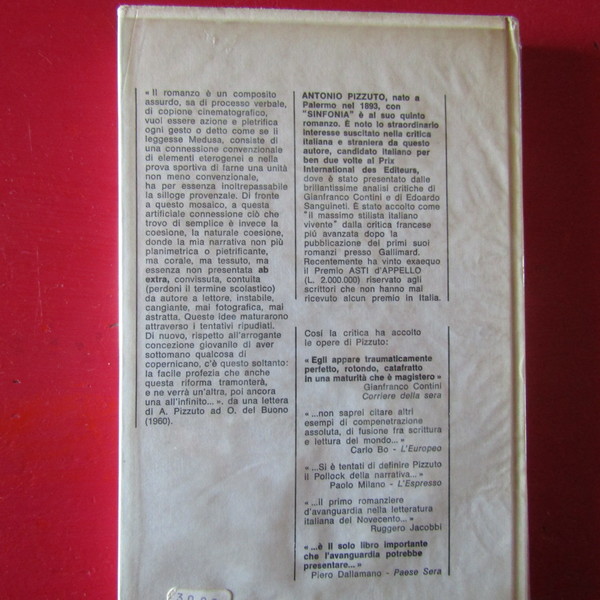 « Il romanzo è un composito
assurdo, sa di processo verbale,
di copione cinematografico,
vuol essere azione e pietrifica
ogni gesto o detto come se li
leggesse Medusa, consiste di
una connessione convenzionale
di elementi eterogenei e nella
prova sportiva di farne una unità
non meno convenzionale,
ha per essenza inoltrepassabile
la silloge provenzale. Di fronte
a questo mosaico, a questa
artificiale connessione ciò che
trovo di semplice è invece la
coesione, la naturale coesione,
donde la mia narrativa non più
planimetrica o pietrificante,
ma corale, ma tessuto, ma
essenza non presentata ab
extra, convissuta, contuita
(perdoni il termine scolastico)
da autore a lettore, instabile,
cangiante, mai fotografica, mai
astratta. Queste idee maturarono
attraverso i tentativi ripudiati.
Di nuovo, rispetto all'arrogante
concezione giovanile di aver
sottomano qualcosa di
copernicano, c'è questo soltanto:
la facile profezia che anche
questa riforma tramonterà,
e ne verrà un'altra, poi ancora
una all'infinito... ». da una lettera
di A. Pizzuto ad O. del Buono
(1960).
ANTONIO PIZZUTO, nato a
Palermo nel 1893, con
"SINFONIA" è al suo quinto
romanzo. È noto lo straordinario
interesse suscitato nella critica
italiana e straniera da questo
autore, candidato italiano per
ben due volte al Prix
International des Editeurs,
dove è stato presentato dalle
brillantissime analisi critiche di
Gianfranco Contini e di Edoardo
Sanguineti. È stato accolto come
"il massimo stilista italiano
vivente" dalla critica francese
più avanzata dopo la
pubblicazione dei primi suoi
romanzi presso Gallimard.
Recentemente ha vinto exaequo
il Premio ASTI d'APPELLO
(L. 2.000.000) riservato agli
scrittori che non hanno mai
ricevuto alcun premio in Italia.
Così la critica ha accolto
le opere di Pizzuto:
« Egli appare traumaticamente
perfetto, rotondo, catafratto
in una maturità che è magistero »
Gianfranco Contini
Corriere della sera
« ...non saprei citare altri
esempi di compenetrazione
assoluta, di fusione fra scrittura
e lettura del mondo... »
Carlo Bo - L'Europeo
« ...Si è tentati di definire Pizzuto
il Pollock della narrativa... »
Paolo Milano - L'Espresso
« ...il primo romanziere
d'avanguardia nella letteratura
italiana del Novecento... »
Ruggero Jacobbi
« ...è il solo libro importante
che l'avanguardia potrebbe
presentare... »
Piero Dallamano - Paese Sera